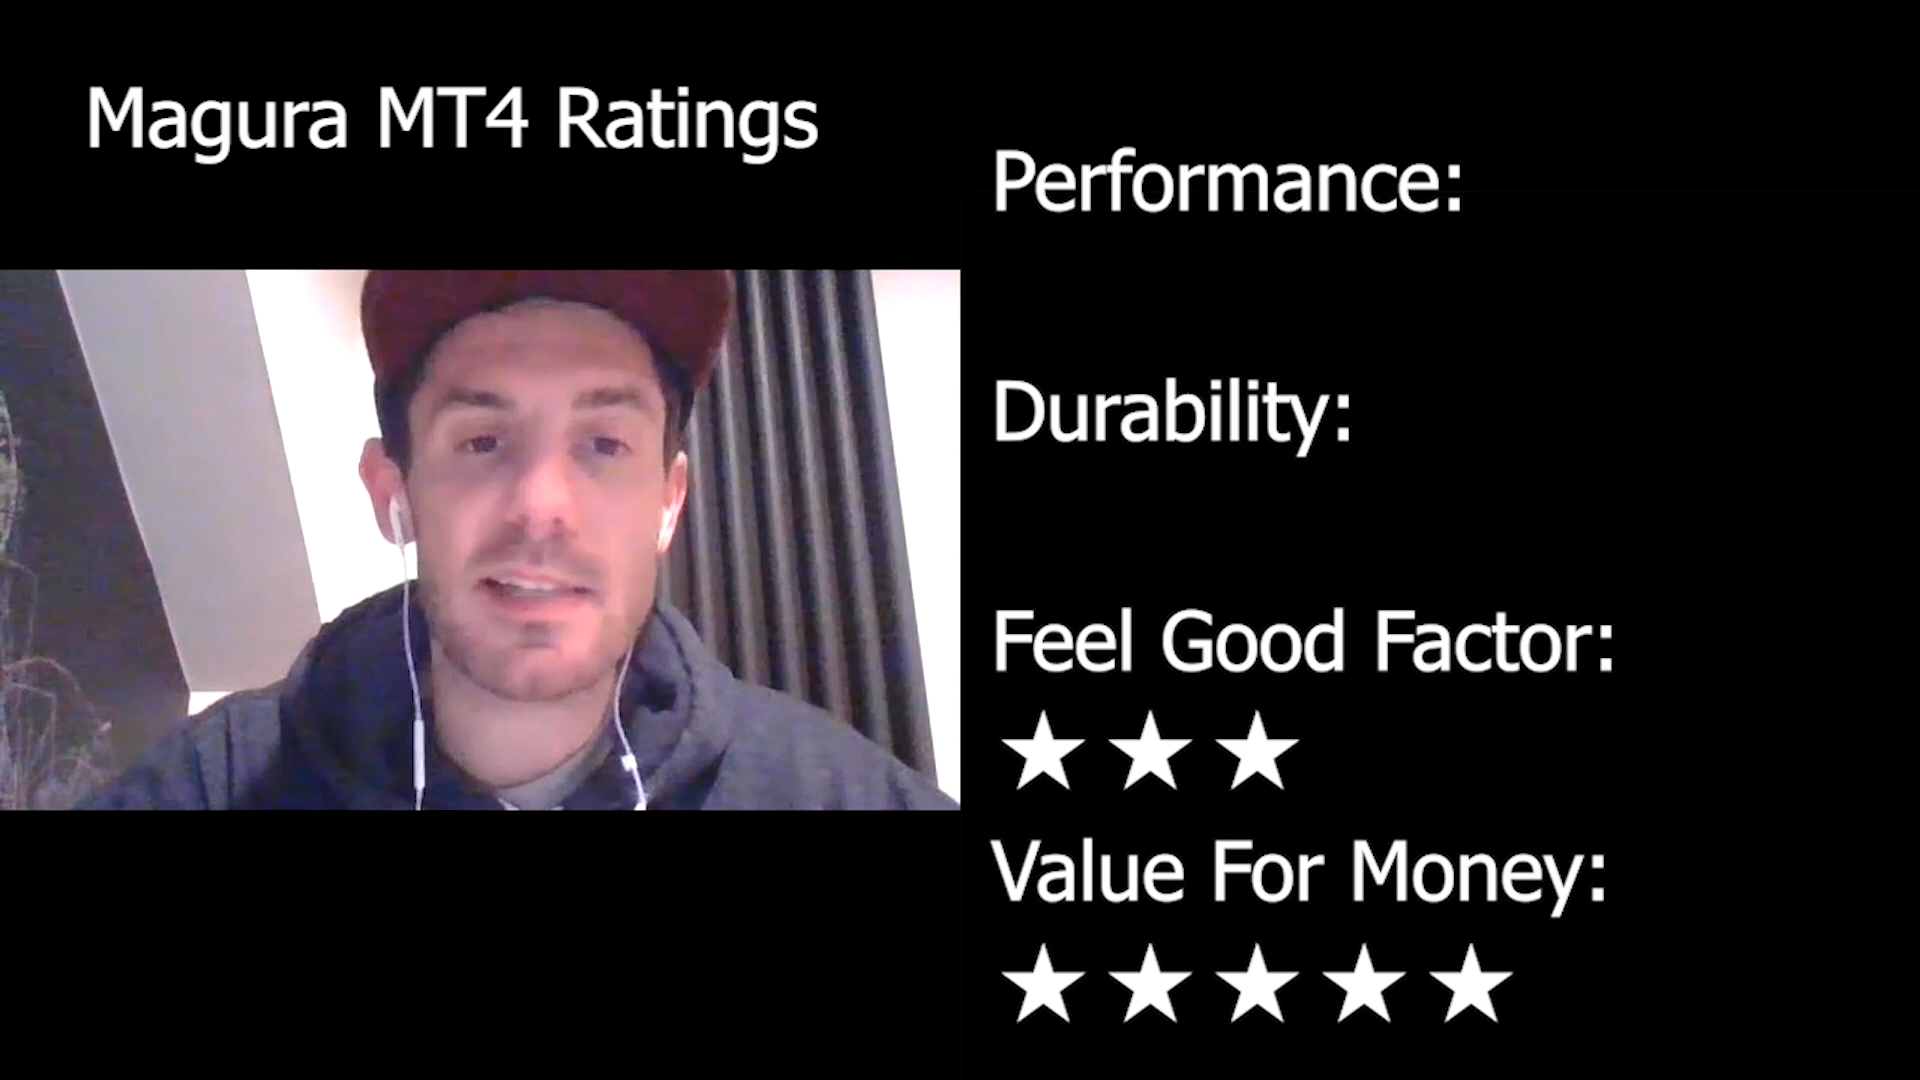 Magura MT4 Ratings
Performance:
Durability:
Feel Good Factor:
★★★
Value For Money:
★★★★★